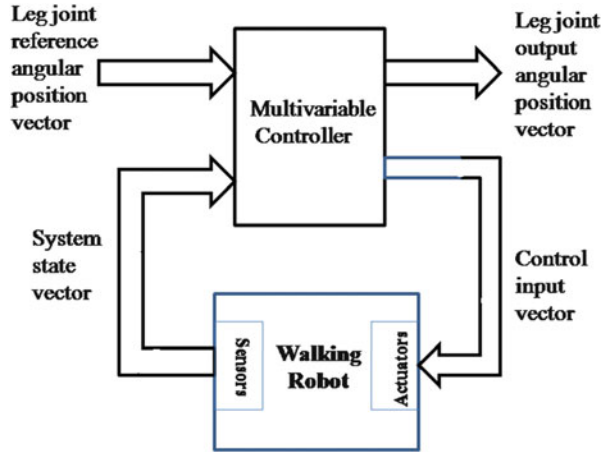 Leg joint
reference
angular
position
vector
Multivariable
Controller
Leg joint
output
angular
position
vector
System
state
vector
Control
input
vector
Sensors
Walking
Robot
Actuators